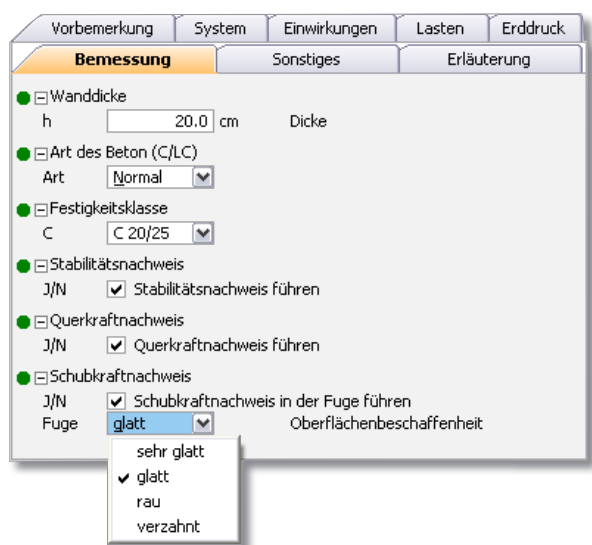 Vorbemerkung System Einwirkungen Lasten Erddruck
Bemessung Sonstiges Erläuterung
Wanddicke
h 20.0 cm Dicke
Art des Beton (C/LC)
Art Normal
Festigkeitsklasse
C C 20/25
Stabilitätsnachweis
J/N Stabilitätsnachweis führen
Querkraftnachweis
J/N Querkraftnachweis führen
Schubkraftnachweis
J/N Schubkraftnachweis in der Fuge führen
Fuge glatt Oberflächenbeschaffenheit
sehr glatt
glatt
rau
verzahnt